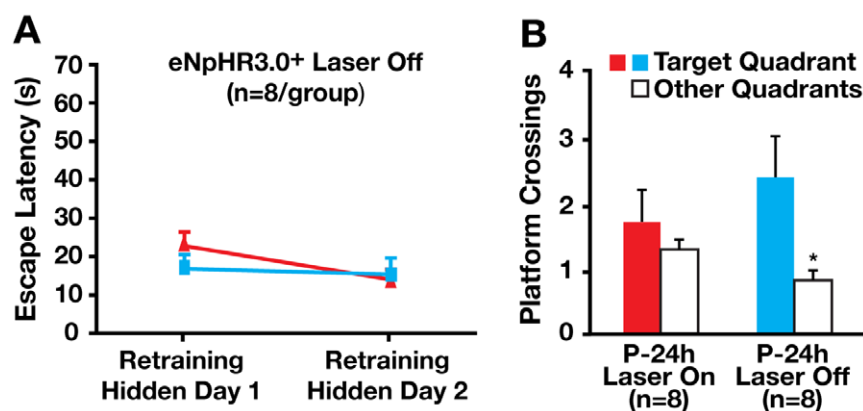 A
eNpHR3.0+ Laser Off
(n=8/group)
Escape Latency (s)
70
60
50
40
30
20
10
0
Retraining
Hidden Day 1
Retraining
Hidden Day 2
B
Target Quadrant
Other Quadrants
Platform Crossings
4
3
2
1
0
*
P-24h
Laser On
(n=8)
P-24h
Laser Off
(n=8)